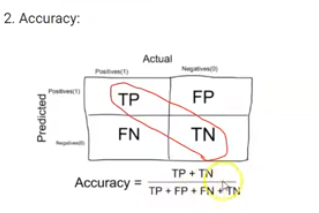 2. Accuracy:
Actual
Positives(1) Negatives(0)
Predicted
Positives(1) TP FP
Negatives(0) FN TN
Accuracy = TP + TN
TP + FP + FN + TN